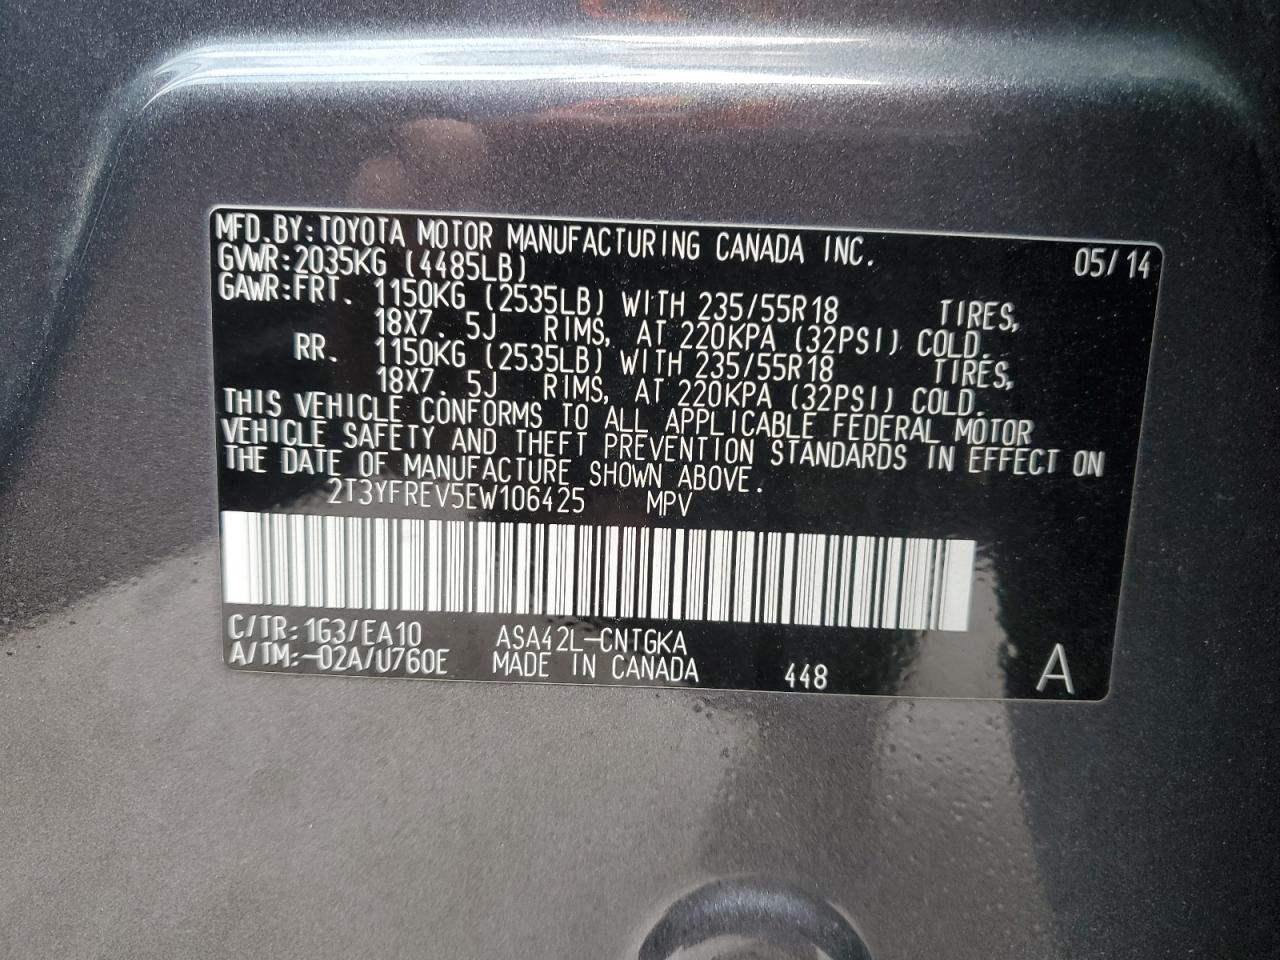 MFD.BY:TOYOTA MOTOR MANUFACTURING CANADA INC. 05/14
GVWR:2035KG (4485LB)
GAWR:FRT. 1150KG (2535LB) WITH 235/55R18 TIRES,
18X7.5J RIMS, AT 220KPA (32PSI) COLD.
RR. 1150KG (2535LB) WITH 235/55R18 TIRES,
18X7.5J RIMS, AT 220KPA (32PSI) COLD.
THIS VEHICLE CONFORMS TO ALL APPLICABLE FEDERAL MOTOR
VEHICLE SAFETY AND THEFT PREVENTION STANDARDS IN EFFECT ON
THE DATE OF MANUFACTURE SHOWN ABOVE.
2T3YFREV5EW106425 MPV
C/TR:1G3/EA10 ASA42L-CNTGKA
A/TM:-02A/U760E MADE IN CANADA 448 A